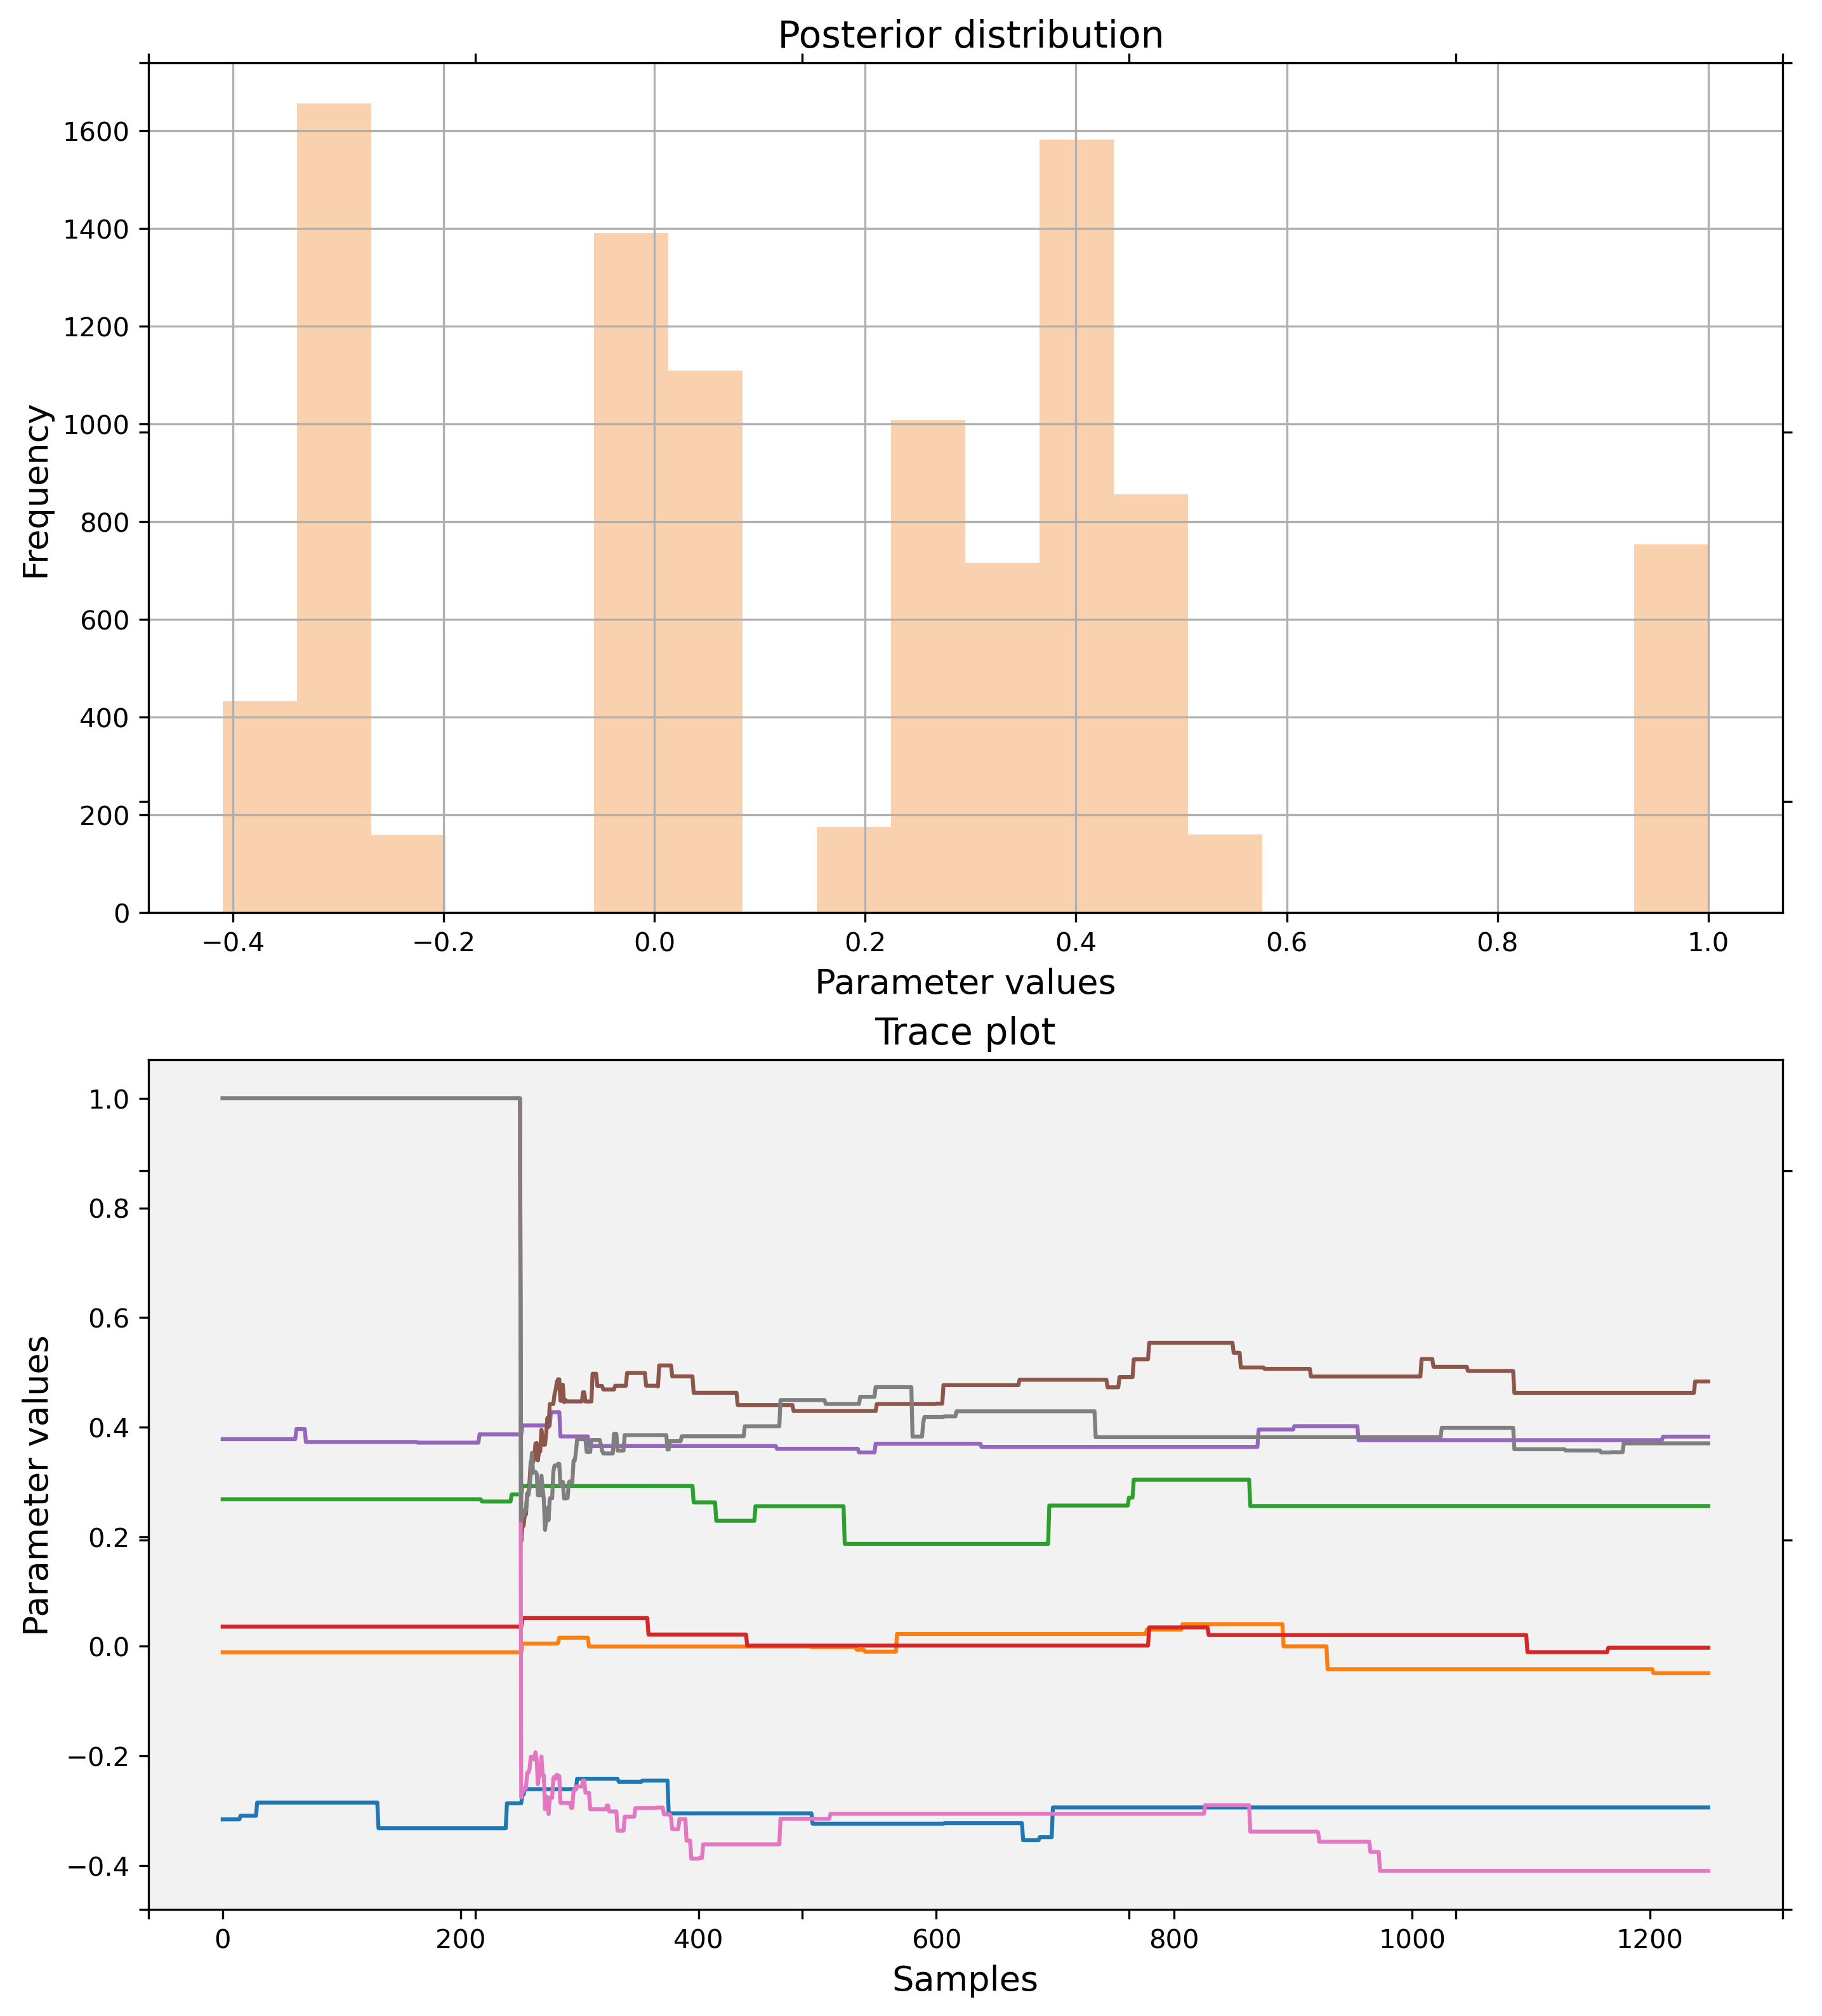 Posterior distribution
1600
1400
1200
1000
800
600
400
200
0
Frequency
−0.4 −0.2 0.0 0.2 0.4 0.6 0.8 1.0
Parameter values
Trace plot
1.0
0.8
0.6
0.4
0.2
0.0
−0.2
−0.4
Parameter values
0 200 400 600 800 1000 1200
Samples